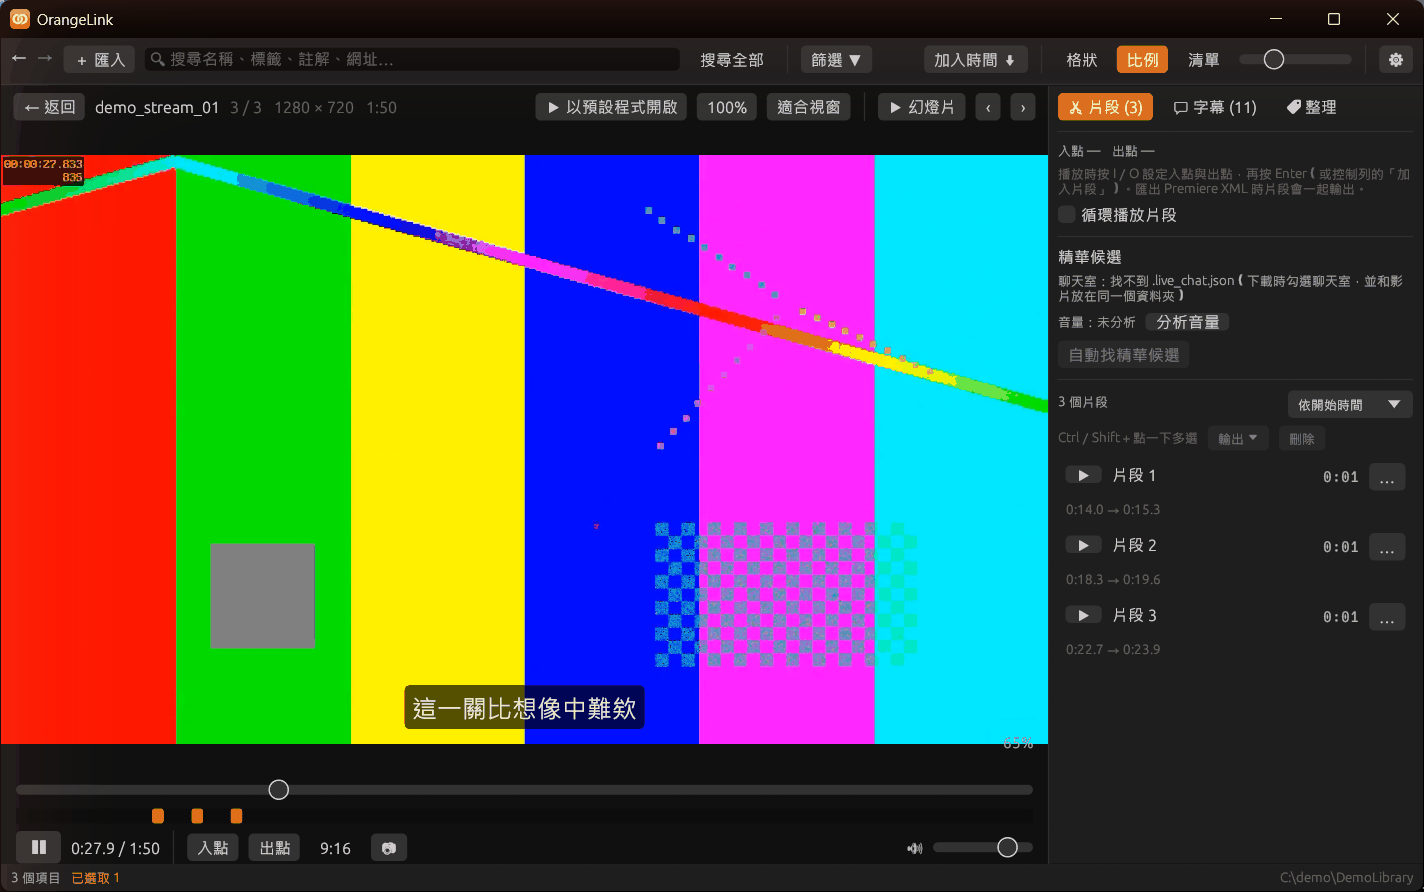 OrangeLink
← → + 匯入 搜尋名稱、標籤、註解、網址... 搜尋全部 篩選 ▼ 加入時間 ⬇ 格狀 比例 清單
← 返回 demo_stream_01 3 / 3 1280 × 720 1:50 ▶ 以預設程式開啟 100% 適合視窗 ▶ 幻燈片 ‹ ›
片段 (3) 字幕 (11) 整理
入點 — 出點 —
播放時按 I / O 設定入點與出點，再按 Enter ( 或控制列的「加
入片段」)。匯出 Premiere XML 時片段會一起輸出。
循環播放片段
精華候選
聊天室：找不到 .live_chat.json ( 下載時勾選聊天室，並和影
片放在同一個資料夾 )
音量：未分析 分析音量
自動找精華候選
3 個片段 依開始時間 ▼
Ctrl / Shift + 點一下多選 輸出 ▼ 刪除
▶ 片段 1 0:01 ...
0:14.0 → 0:15.3
▶ 片段 2 0:01 ...
0:18.3 → 0:19.6
▶ 片段 3 0:01 ...
0:22.7 → 0:23.9
00:00:27.833
835
這一關比想像中難欸
65%
0:27.9 / 1:50 入點 出點 9:16
3 個項目 已選取 1 C:\demo\DemoLibrary